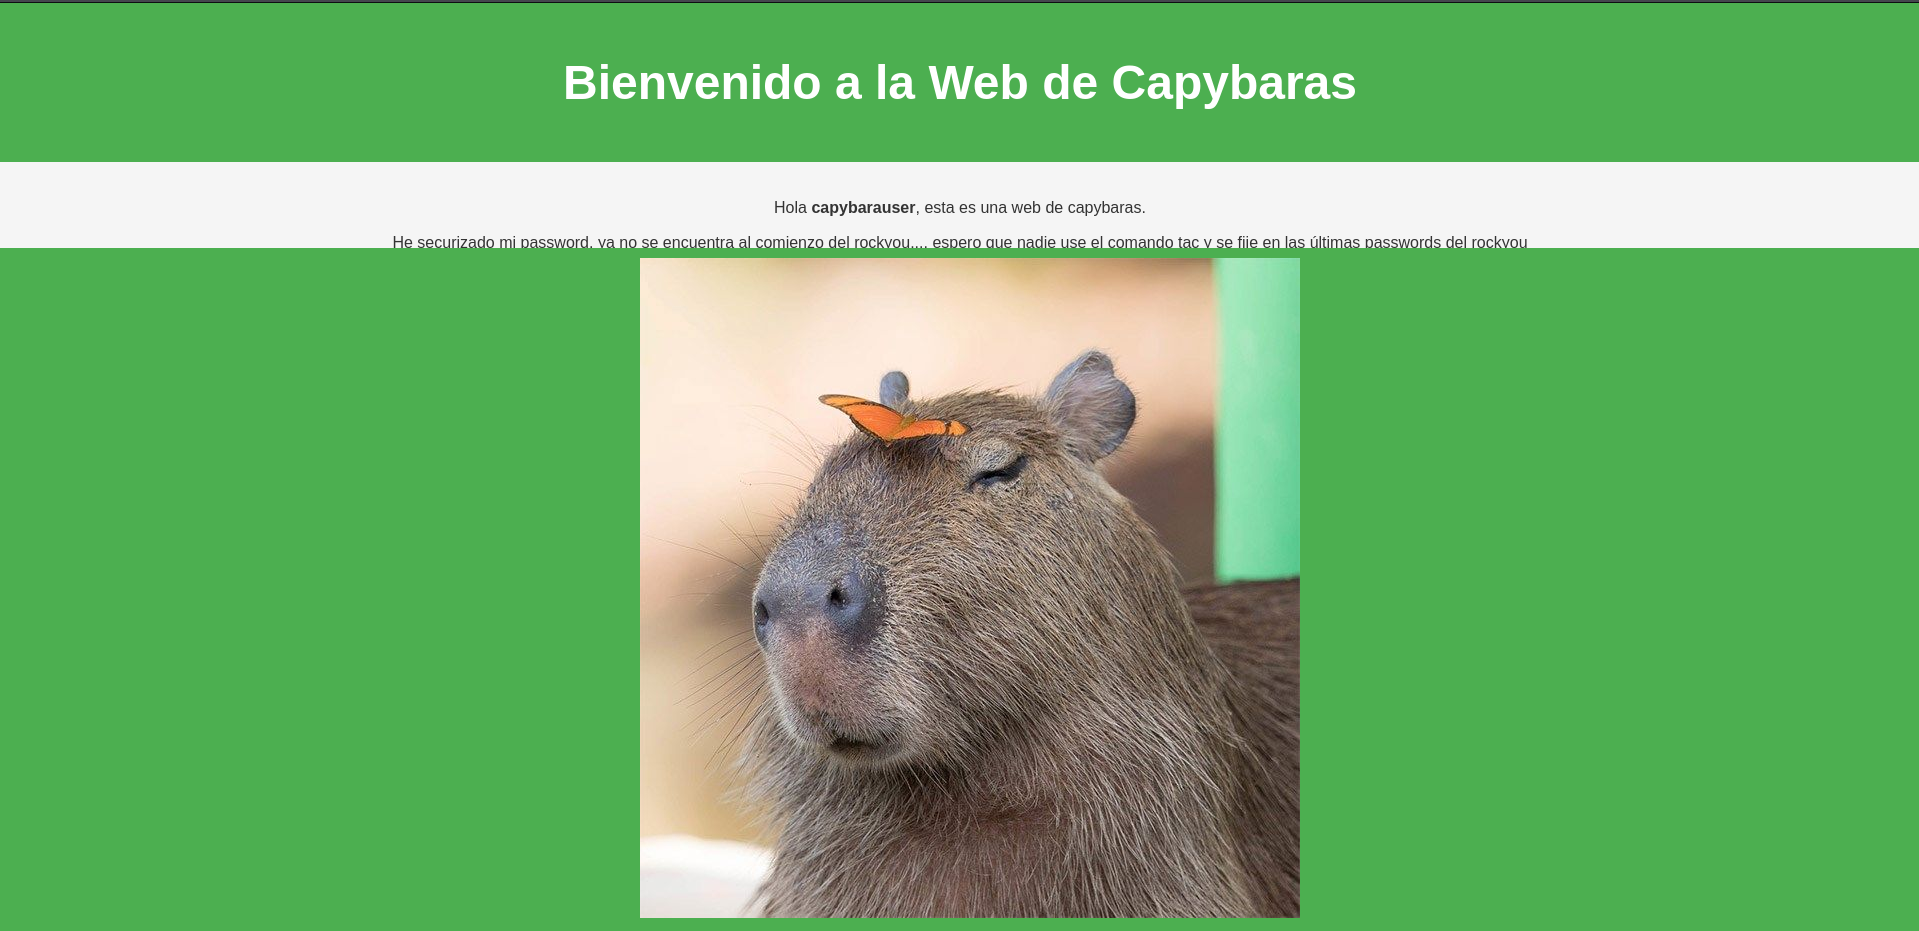 Bienvenido a la Web de Capybaras
Hola capybarauser, esta es una web de capybaras.
He securizado mi password, ya no se encuentra al comienzo del rockyou..., espero que nadie use el comando tac y se fije en las últimas passwords del rockyou